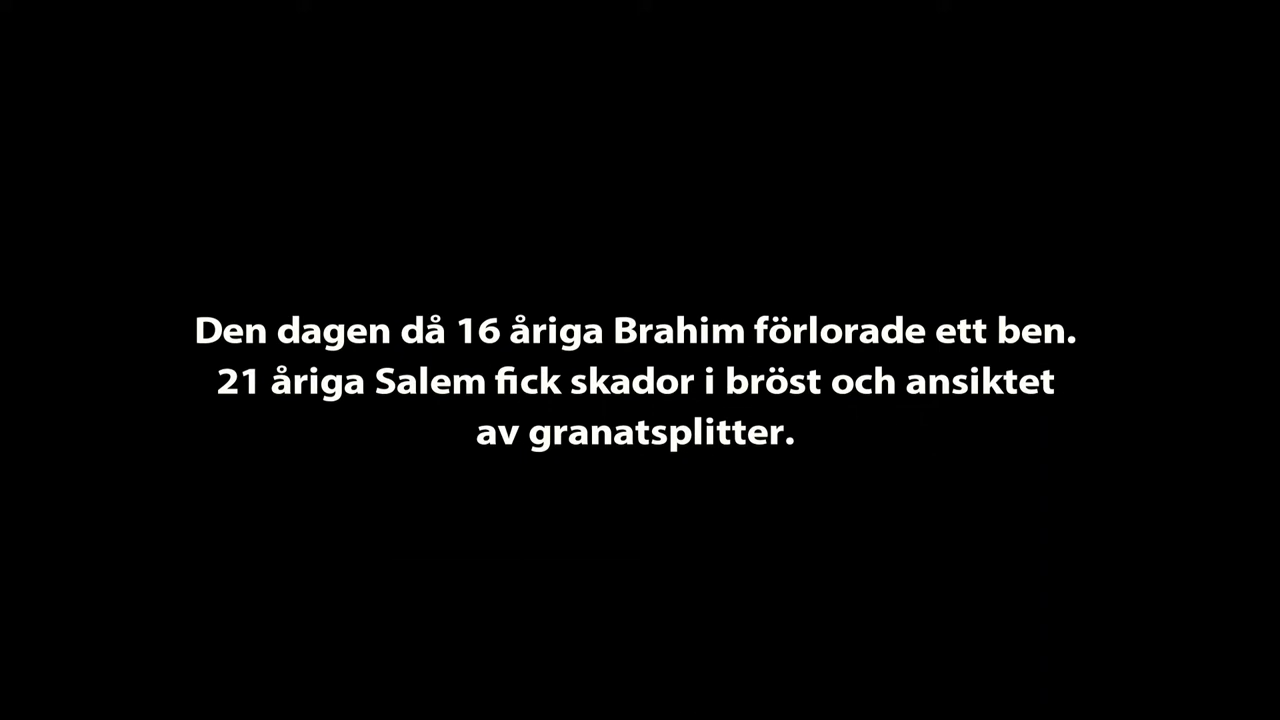 Den dagen då 16 åriga Brahim förlorade ett ben.
21 åriga Salem fick skador i bröst och ansiktet
av granatsplitter.